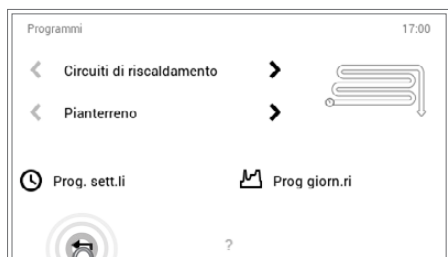 Programmi 17:00
Circuiti di riscaldamento
Pianterreno
Prog. sett.li Prog giorn.ri
?